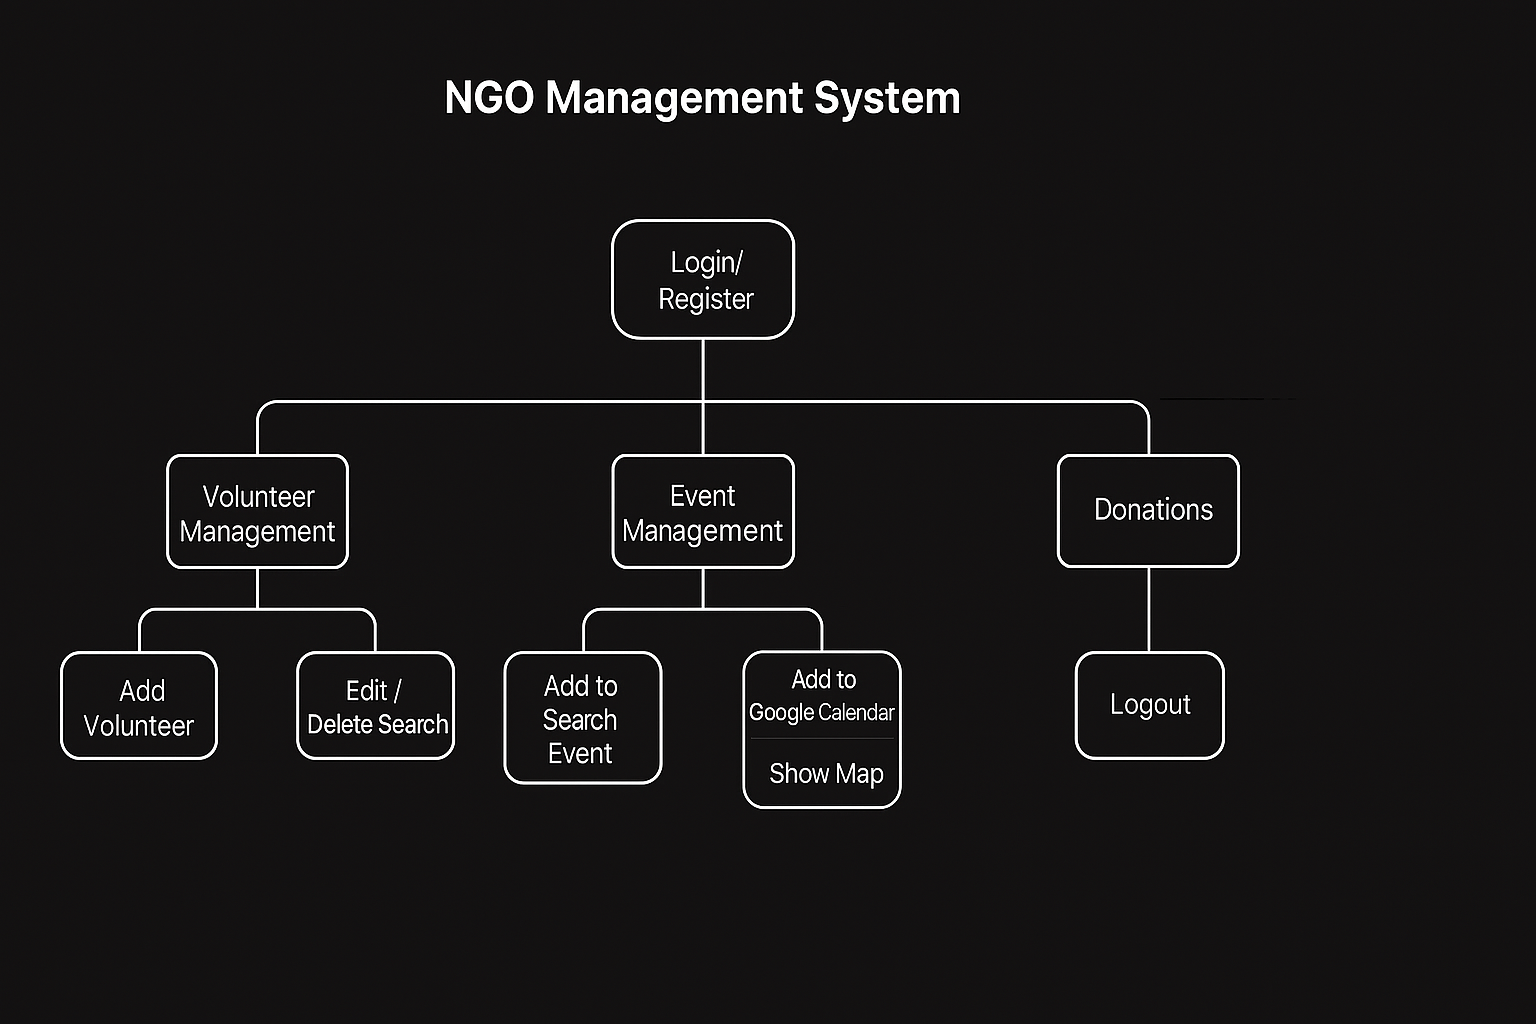 NGO Management System
Login/
Register
Volunteer
Management
Event
Management
Donations
Add
Volunteer
Edit /
Delete Search
Add to
Search
Event
Add to
Google Calendar
Show Map
Logout